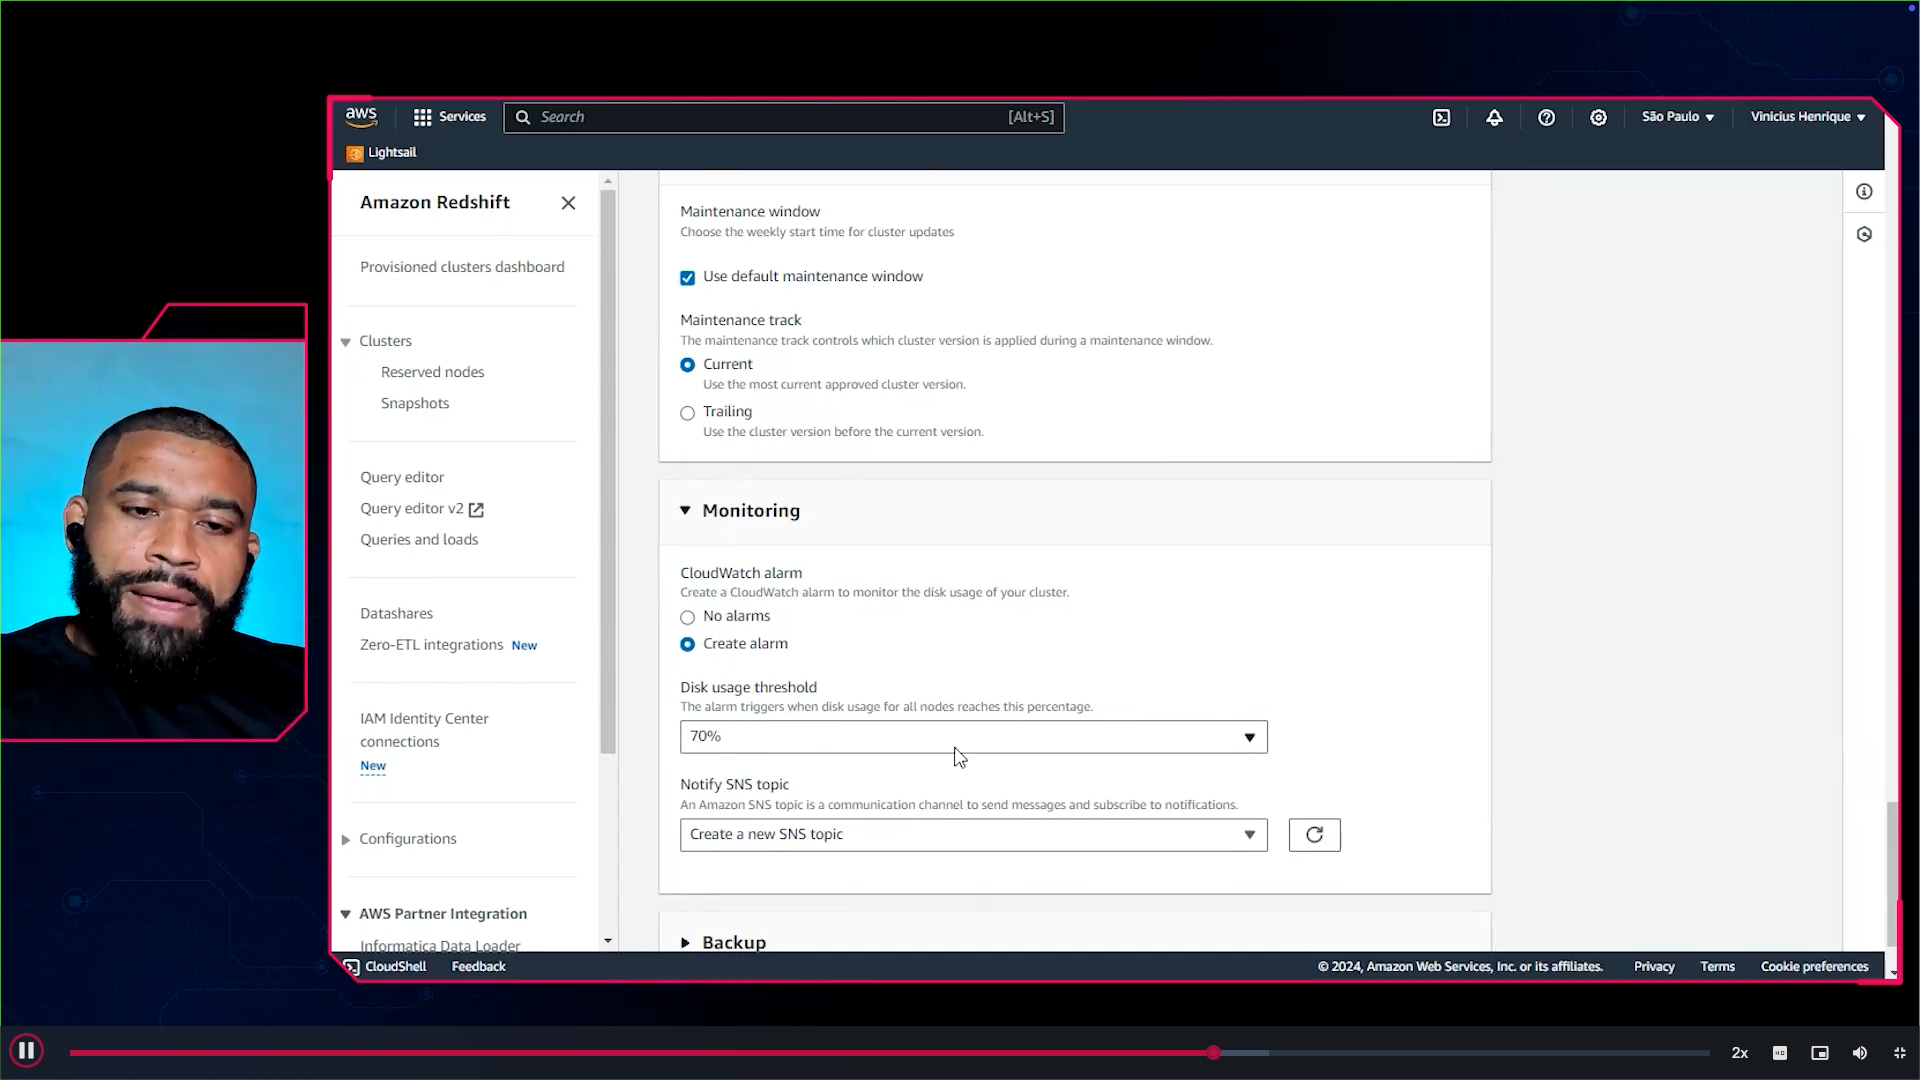 aws
Services
Search
[Alt+S]
São Paulo
Vinicius Henrique
Lightsail
Amazon Redshift
Provisioned clusters dashboard
Clusters
Reserved nodes
Snapshots
Query editor
Query editor v2
Queries and loads
Datashares
Zero-ETL integrations New
IAM Identity Center
connections
New
Configurations
AWS Partner Integration
Informatica Data Loader
Maintenance window
Choose the weekly start time for cluster updates
Use default maintenance window
Maintenance track
The maintenance track controls which cluster version is applied during a maintenance window.
Current
Use the most current approved cluster version.
Trailing
Use the cluster version before the current version.
Monitoring
CloudWatch alarm
Create a CloudWatch alarm to monitor the disk usage of your cluster.
No alarms
Create alarm
Disk usage threshold
The alarm triggers when disk usage for all nodes reaches this percentage.
70%
Notify SNS topic
An Amazon SNS topic is a communication channel to send messages and subscribe to notifications.
Create a new SNS topic
Backup
CloudShell
Feedback
© 2024, Amazon Web Services, Inc. or its affiliates.
Privacy
Terms
Cookie preferences
2x
HD